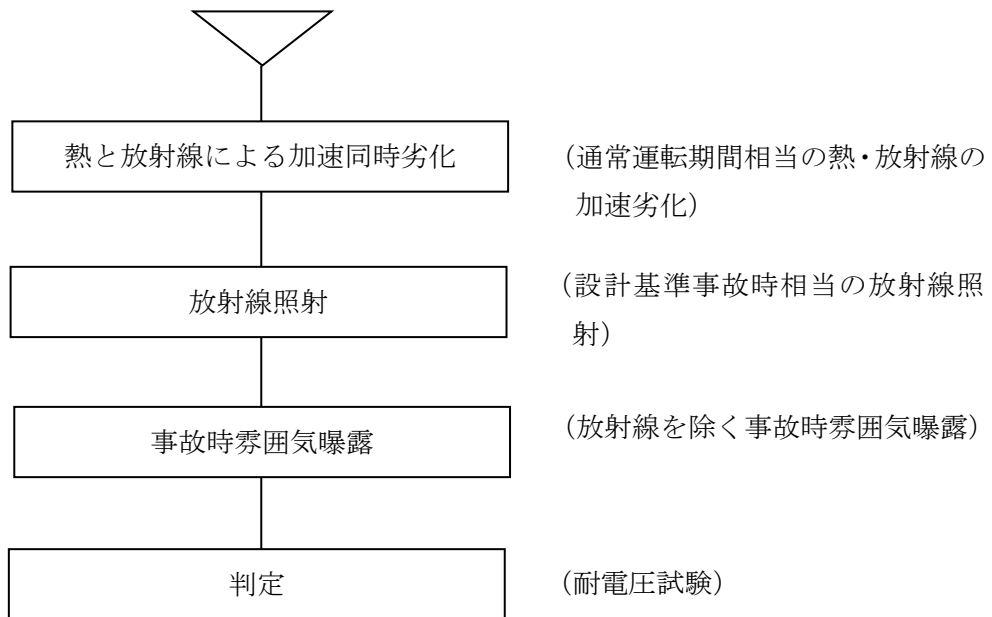 熱と放射線による加速同時劣化
(通常運転期間相当の熱・放射線の
加速劣化)
放射線照射
(設計基準事故時相当の放射線照
射)
事故時雰囲気曝露
(放射線を除く事故時雰囲気曝露)
判定
(耐電圧試験)